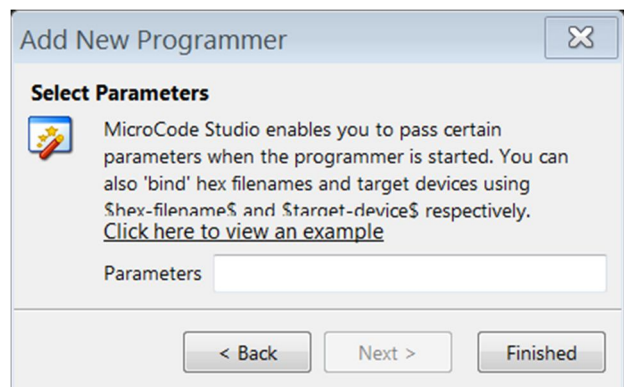 Add New Programmer
Select Parameters
MicroCode Studio enables you to pass certain
parameters when the programmer is started. You can
also 'bind' hex filenames and target devices using
$hex-filename$ and $target-device$ respectively.
Click here to view an example
Parameters
< Back Next > Finished